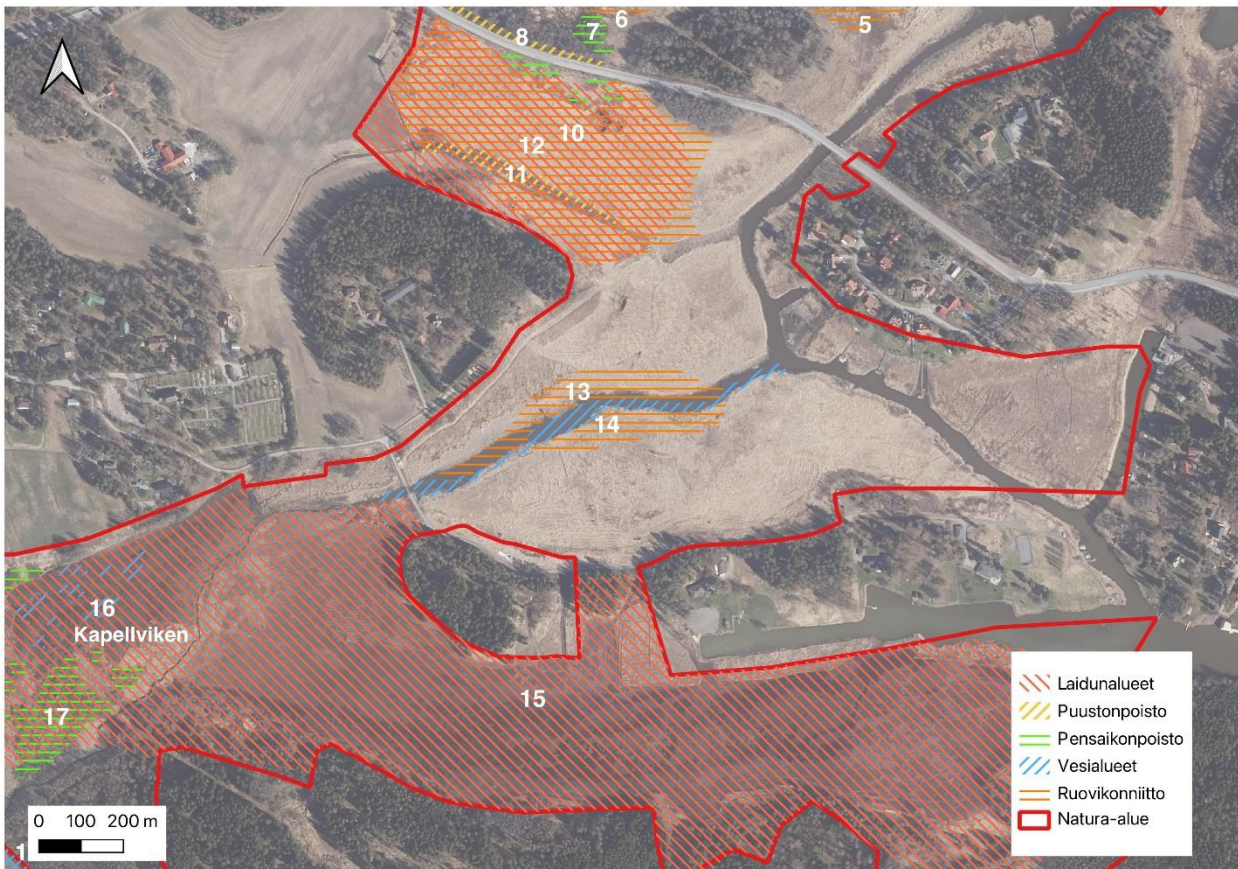 6
5
7
8
10
12
11
13
14
16
Kapellviken
15
17
Laidunalueet
Puustonpoisto
Pensaikonpoisto
Vesialueet
Ruovikonniitto
Natura-alue
0 100 200 m
1